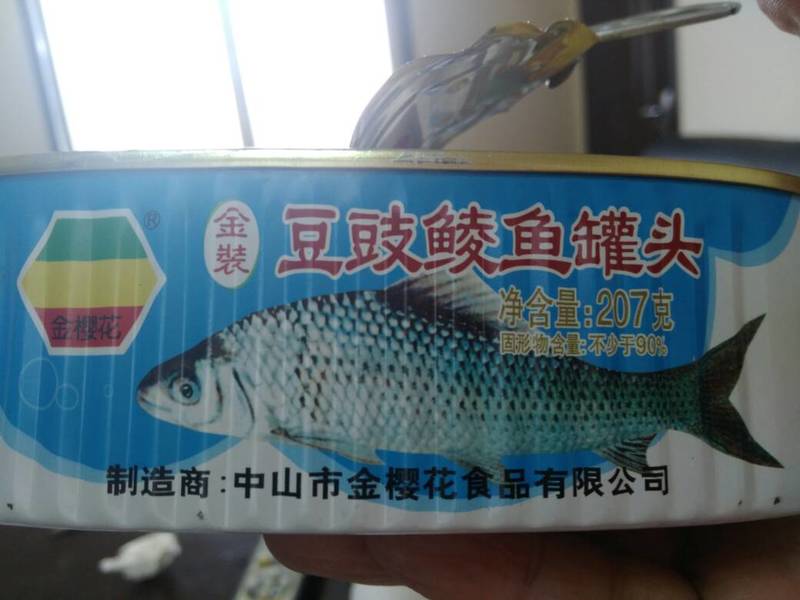 ®
金装
豆豉鲮鱼罐头
净含量:207克
固形物含量:不少于90%
金樱花
制造商:中山市金樱花食品有限公司